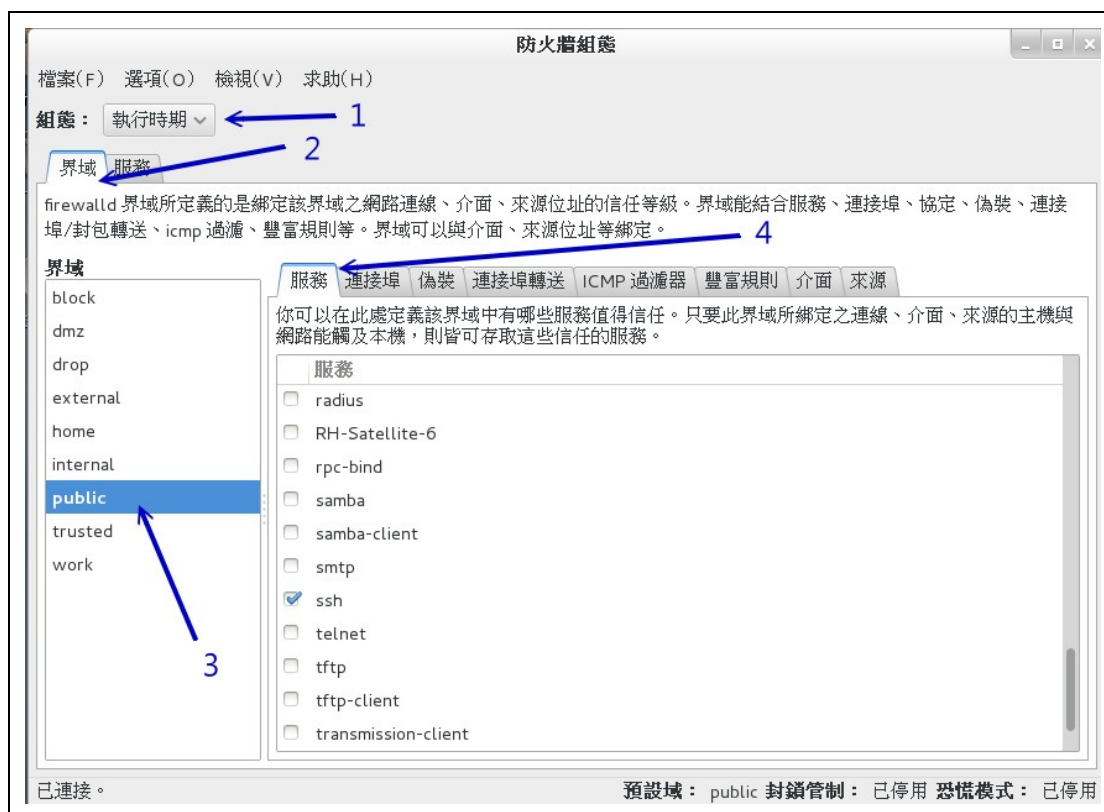 防火牆組態
檔案(F) 選項(O) 檢視(V) 求助(H)
組態： 執行時期
1
2
界域 服務
firewalld 界域所定義的是綁定該界域之網路連線、介面、來源位址的信任等級。界域能結合服務、連接埠、協定、偽裝、連接
埠/封包轉送、icmp 過濾、豐富規則等。界域可以與介面、來源位址等綁定。
4
界域
block
dmz
drop
external
home
internal
public
trusted
work
3
服務 連接埠 偽裝 連接埠轉送 ICMP 過濾器 豐富規則 介面 來源
你可以在此處定義該界域中有哪些服務值得信任。只要此界域所綁定之連線、介面、來源的主機與
網路能觸及本機，則皆可存取這些信任的服務。
服務
radius
RH-Satellite-6
rpc-bind
samba
samba-client
smtp
ssh
telnet
tftp
tftp-client
transmission-client
已連接。
預設域： public 封鎖管制： 已停用 恐慌模式： 已停用